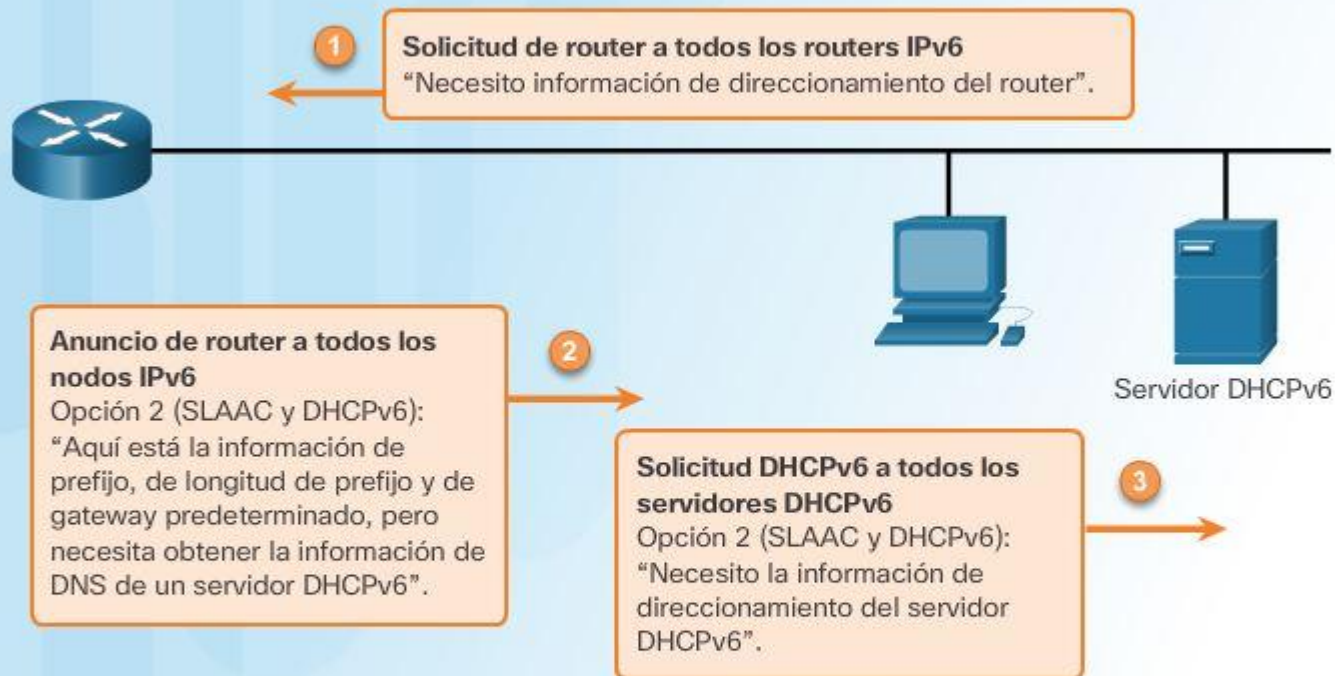 1
Solicitud de router a todos los routers IPv6
“Necesito información de direccionamiento del router”.
Servidor DHCPv6
Anuncio de router a todos los
nodos IPv6
Opción 2 (SLAAC y DHCPv6):
“Aquí está la información de
prefijo, de longitud de prefijo y de
gateway predeterminado, pero
necesita obtener la información de
DNS de un servidor DHCPv6”.
2
Solicitud DHCPv6 a todos los
servidores DHCPv6
Opción 2 (SLAAC y DHCPv6):
“Necesito la información de
direccionamiento del servidor
DHCPv6”.
3